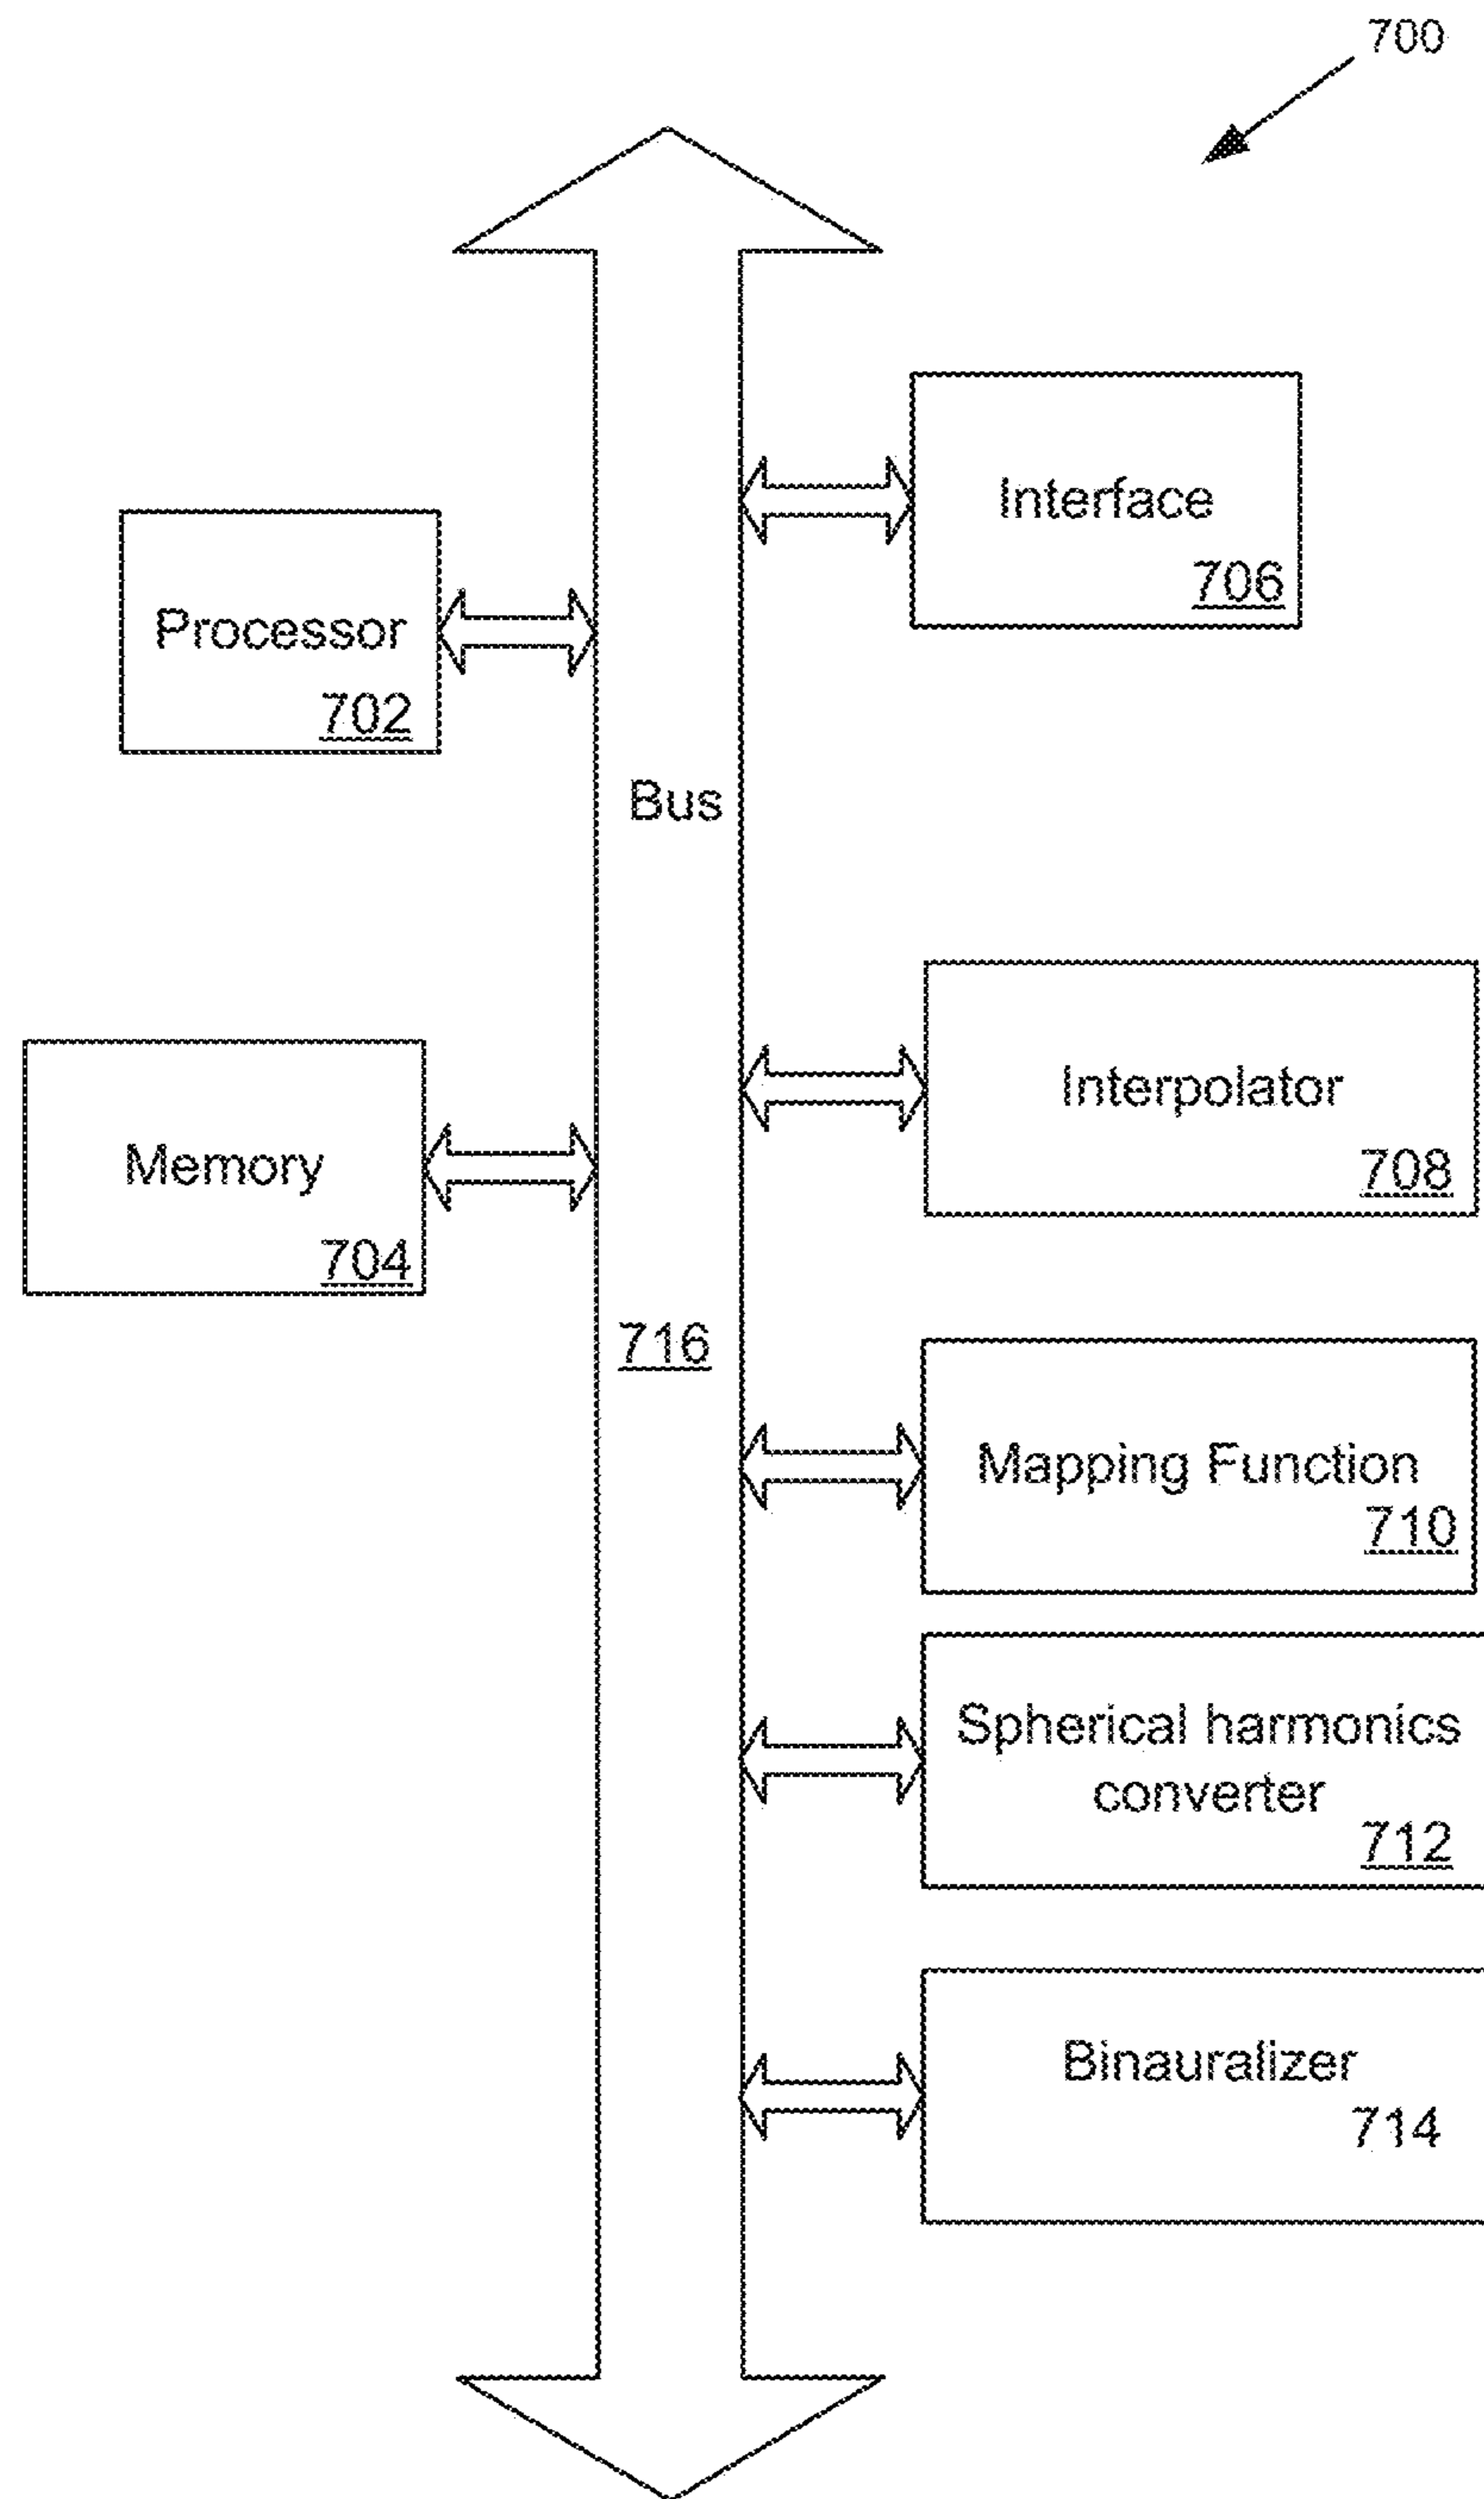 700
Interface
706
Processor
702
Bus
Interpolator
708
Memory
704
716
Mapping Function
710
Spherical harmonics
converter
712
Binauralizer
714